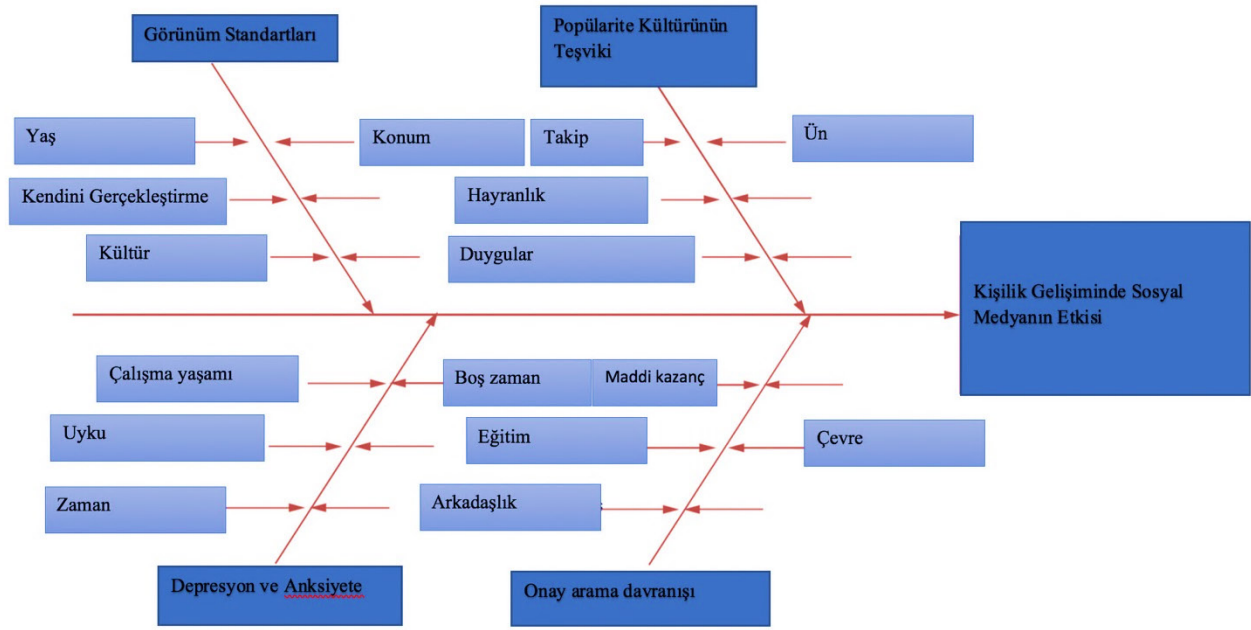 Görünüm Standartları
Popülarite Kültürünün
Teşviki
Yaş
Konum
Takip
Ün
Kendini Gerçekleştirme
Hayranlık
Kültür
Duygular
Kişilik Gelişiminde Sosyal
Medyanın Etkisi
Çalışma yaşamı
Boş zaman
Maddi kazanç
Uyku
Eğitim
Çevre
Zaman
Arkadaşlık
Depresyon ve Anksiyete
Onay arama davranışı